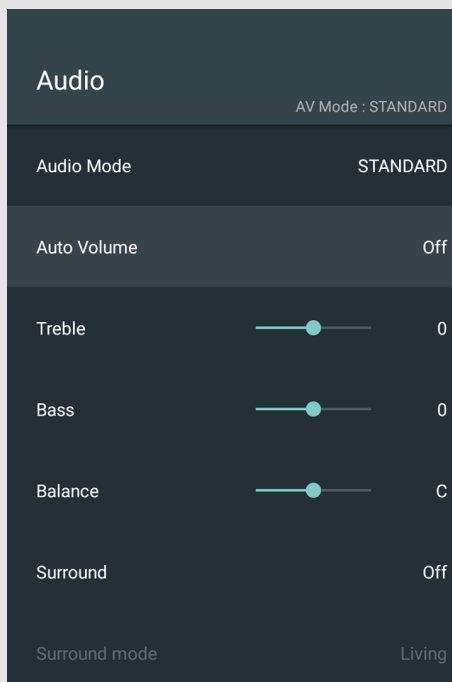 Audio
AV Mode : STANDARD
Audio Mode STANDARD
Auto Volume Off
Treble 0
Bass 0
Balance C
Surround Off
Surround mode Living